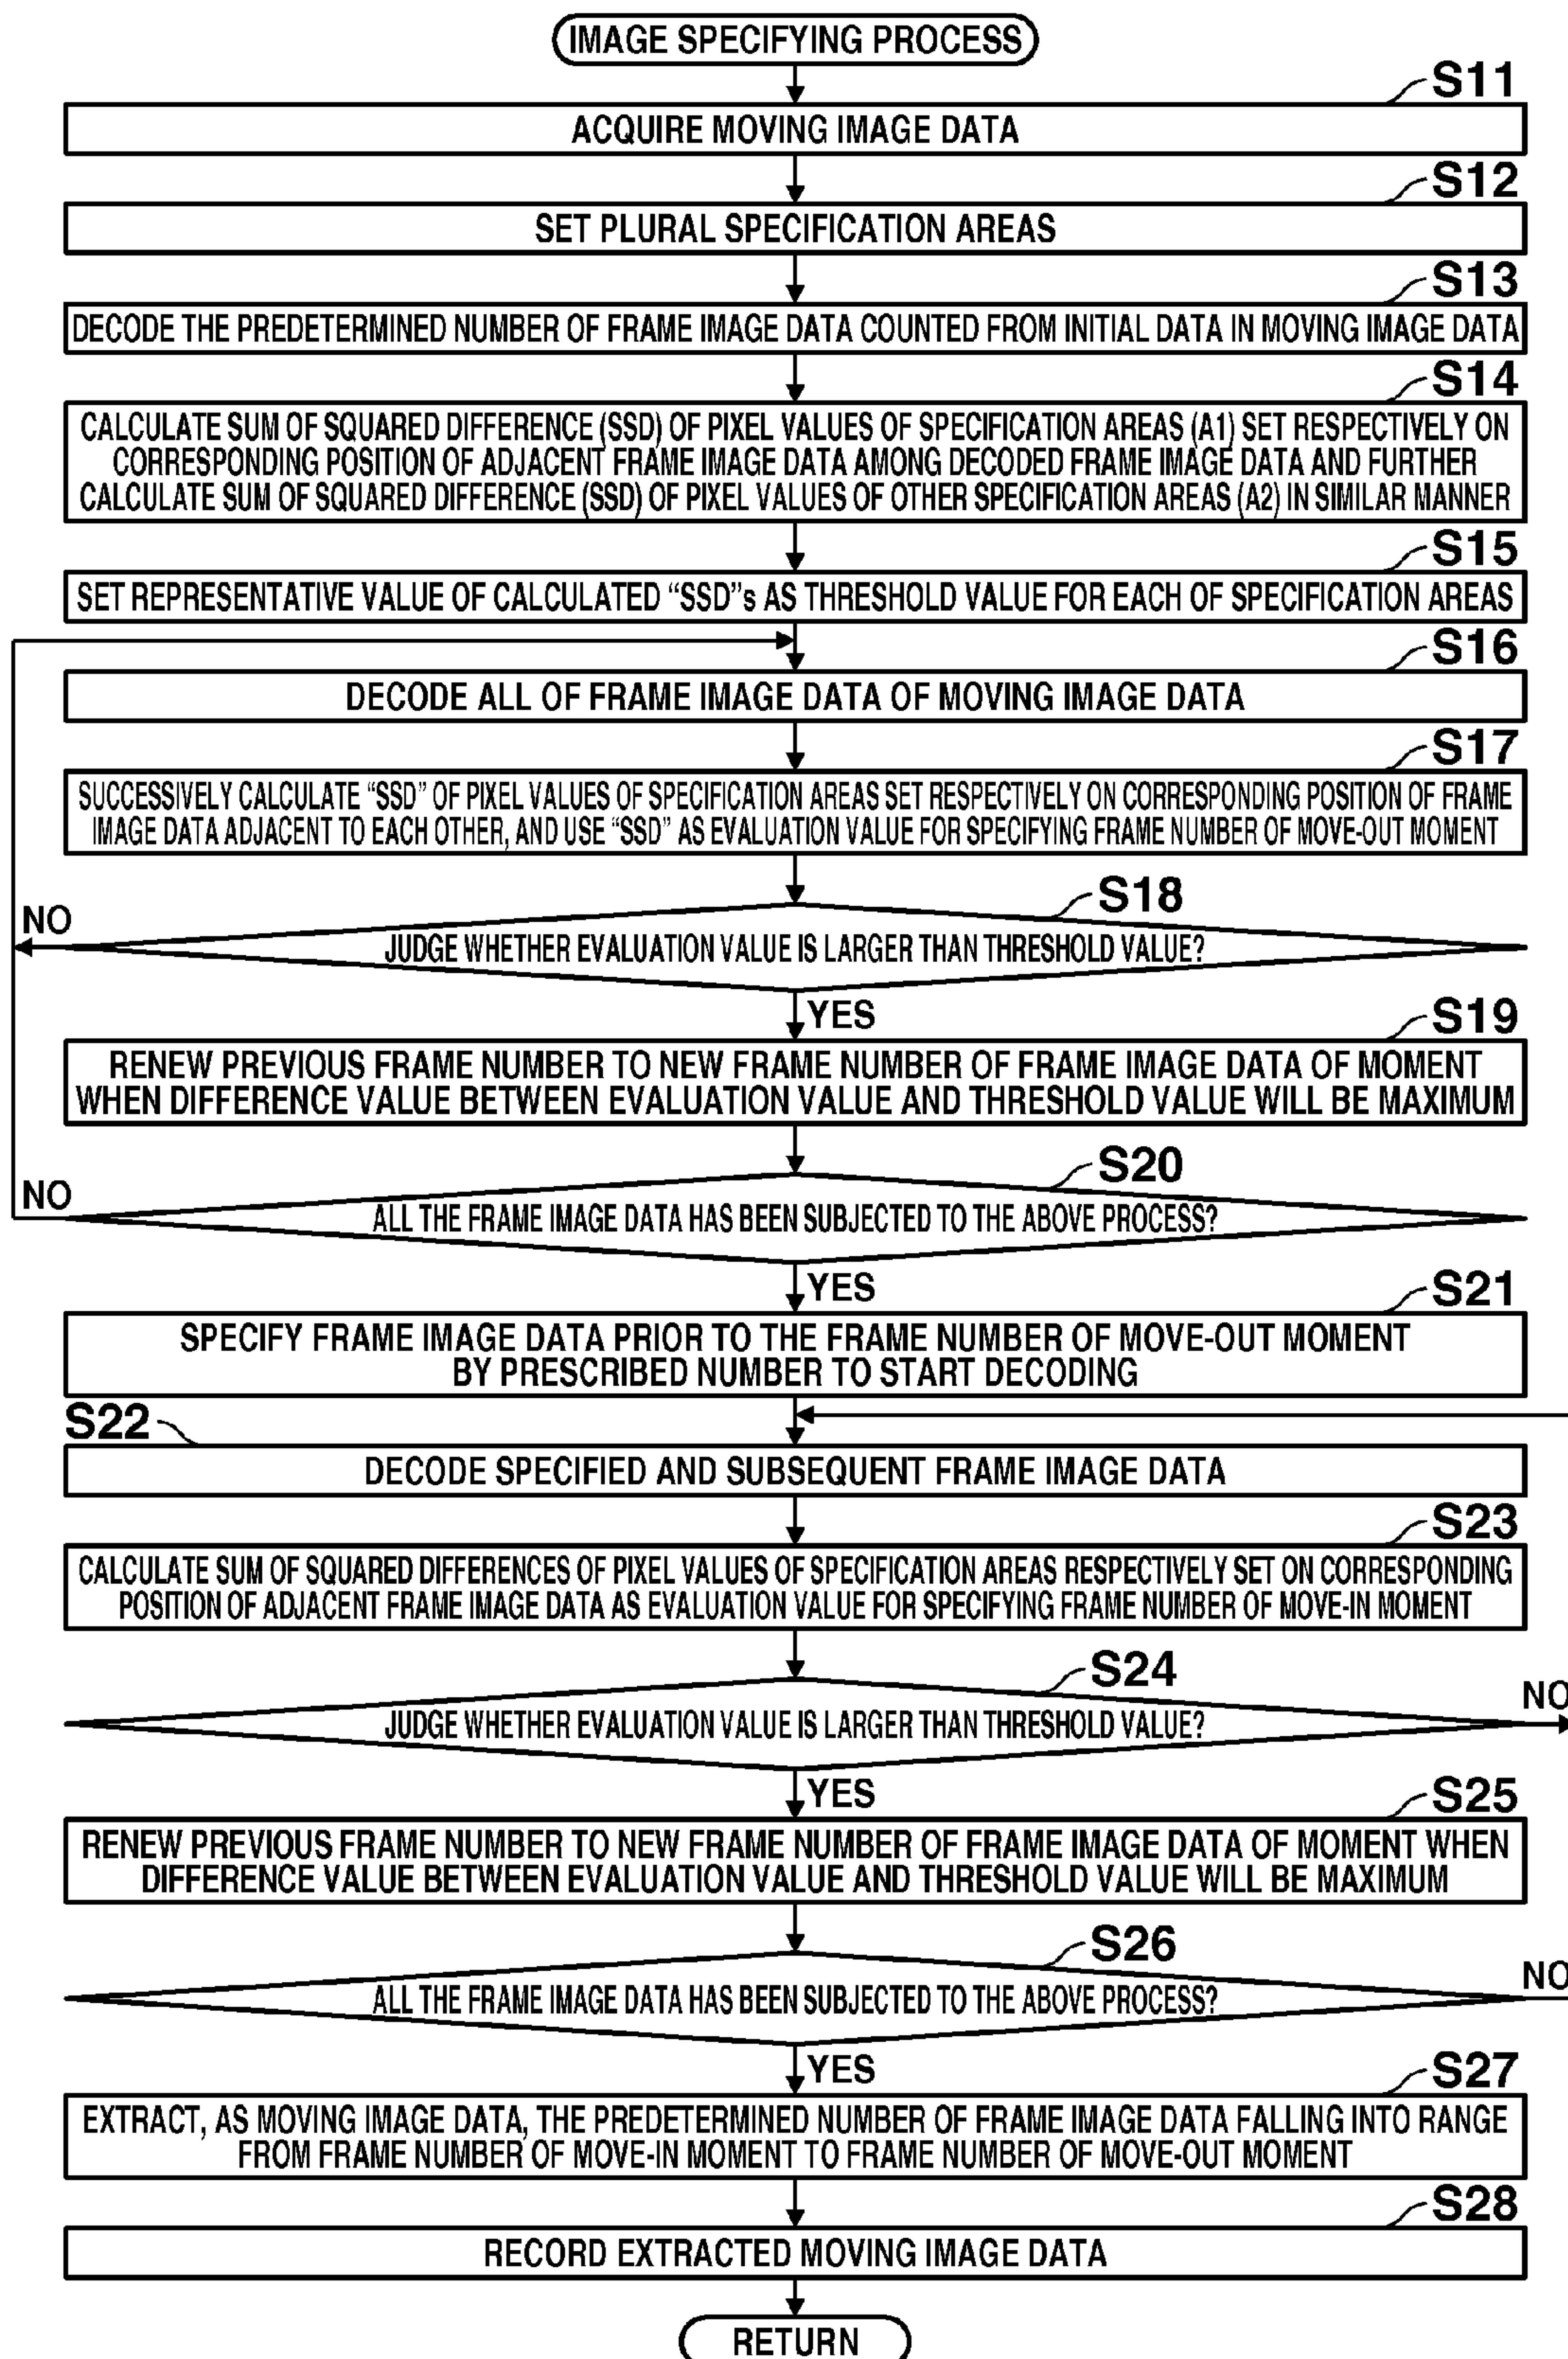 IMAGE SPECIFYING PROCESS
S11
ACQUIRE MOVING IMAGE DATA
S12
SET PLURAL SPECIFICATION AREAS
S13
DECODE THE PREDETERMINED NUMBER OF FRAME IMAGE DATA COUNTED FROM INITIAL DATA IN MOVING IMAGE DATA
S14
CALCULATE SUM OF SQUARED DIFFERENCE (SSD) OF PIXEL VALUES OF SPECIFICATION AREAS (A1) SET RESPECTIVELY ON
CORRESPONDING POSITION OF ADJACENT FRAME IMAGE DATA AMONG DECODED FRAME IMAGE DATA AND FURTHER
CALCULATE SUM OF SQUARED DIFFERENCE (SSD) OF PIXEL VALUES OF OTHER SPECIFICATION AREAS (A2) IN SIMILAR MANNER
S15
SET REPRESENTATIVE VALUE OF CALCULATED “SSD”s AS THRESHOLD VALUE FOR EACH OF SPECIFICATION AREAS
S16
DECODE ALL OF FRAME IMAGE DATA OF MOVING IMAGE DATA
S17
SUCCESSIVELY CALCULATE “SSD” OF PIXEL VALUES OF SPECIFICATION AREAS SET RESPECTIVELY ON CORRESPONDING POSITION OF FRAME
IMAGE DATA ADJACENT TO EACH OTHER, AND USE “SSD” AS EVALUATION VALUE FOR SPECIFYING FRAME NUMBER OF MOVE-OUT MOMENT
S18
NO
JUDGE WHETHER EVALUATION VALUE IS LARGER THAN THRESHOLD VALUE?
YES
S19
RENEW PREVIOUS FRAME NUMBER TO NEW FRAME NUMBER OF FRAME IMAGE DATA OF MOMENT
WHEN DIFFERENCE VALUE BETWEEN EVALUATION VALUE AND THRESHOLD VALUE WILL BE MAXIMUM
S20
NO
ALL THE FRAME IMAGE DATA HAS BEEN SUBJECTED TO THE ABOVE PROCESS?
YES
S21
SPECIFY FRAME IMAGE DATA PRIOR TO THE FRAME NUMBER OF MOVE-OUT MOMENT
BY PRESCRIBED NUMBER TO START DECODING
S22
DECODE SPECIFIED AND SUBSEQUENT FRAME IMAGE DATA
S23
CALCULATE SUM OF SQUARED DIFFERENCES OF PIXEL VALUES OF SPECIFICATION AREAS RESPECTIVELY SET ON CORRESPONDING
POSITION OF ADJACENT FRAME IMAGE DATA AS EVALUATION VALUE FOR SPECIFYING FRAME NUMBER OF MOVE-IN MOMENT
S24
NO
JUDGE WHETHER EVALUATION VALUE IS LARGER THAN THRESHOLD VALUE?
YES
S25
RENEW PREVIOUS FRAME NUMBER TO NEW FRAME NUMBER OF FRAME IMAGE DATA OF MOMENT WHEN
DIFFERENCE VALUE BETWEEN EVALUATION VALUE AND THRESHOLD VALUE WILL BE MAXIMUM
S26
NO
ALL THE FRAME IMAGE DATA HAS BEEN SUBJECTED TO THE ABOVE PROCESS?
YES
S27
EXTRACT, AS MOVING IMAGE DATA, THE PREDETERMINED NUMBER OF FRAME IMAGE DATA FALLING INTO RANGE
FROM FRAME NUMBER OF MOVE-IN MOMENT TO FRAME NUMBER OF MOVE-OUT MOMENT
S28
RECORD EXTRACTED MOVING IMAGE DATA
RETURN